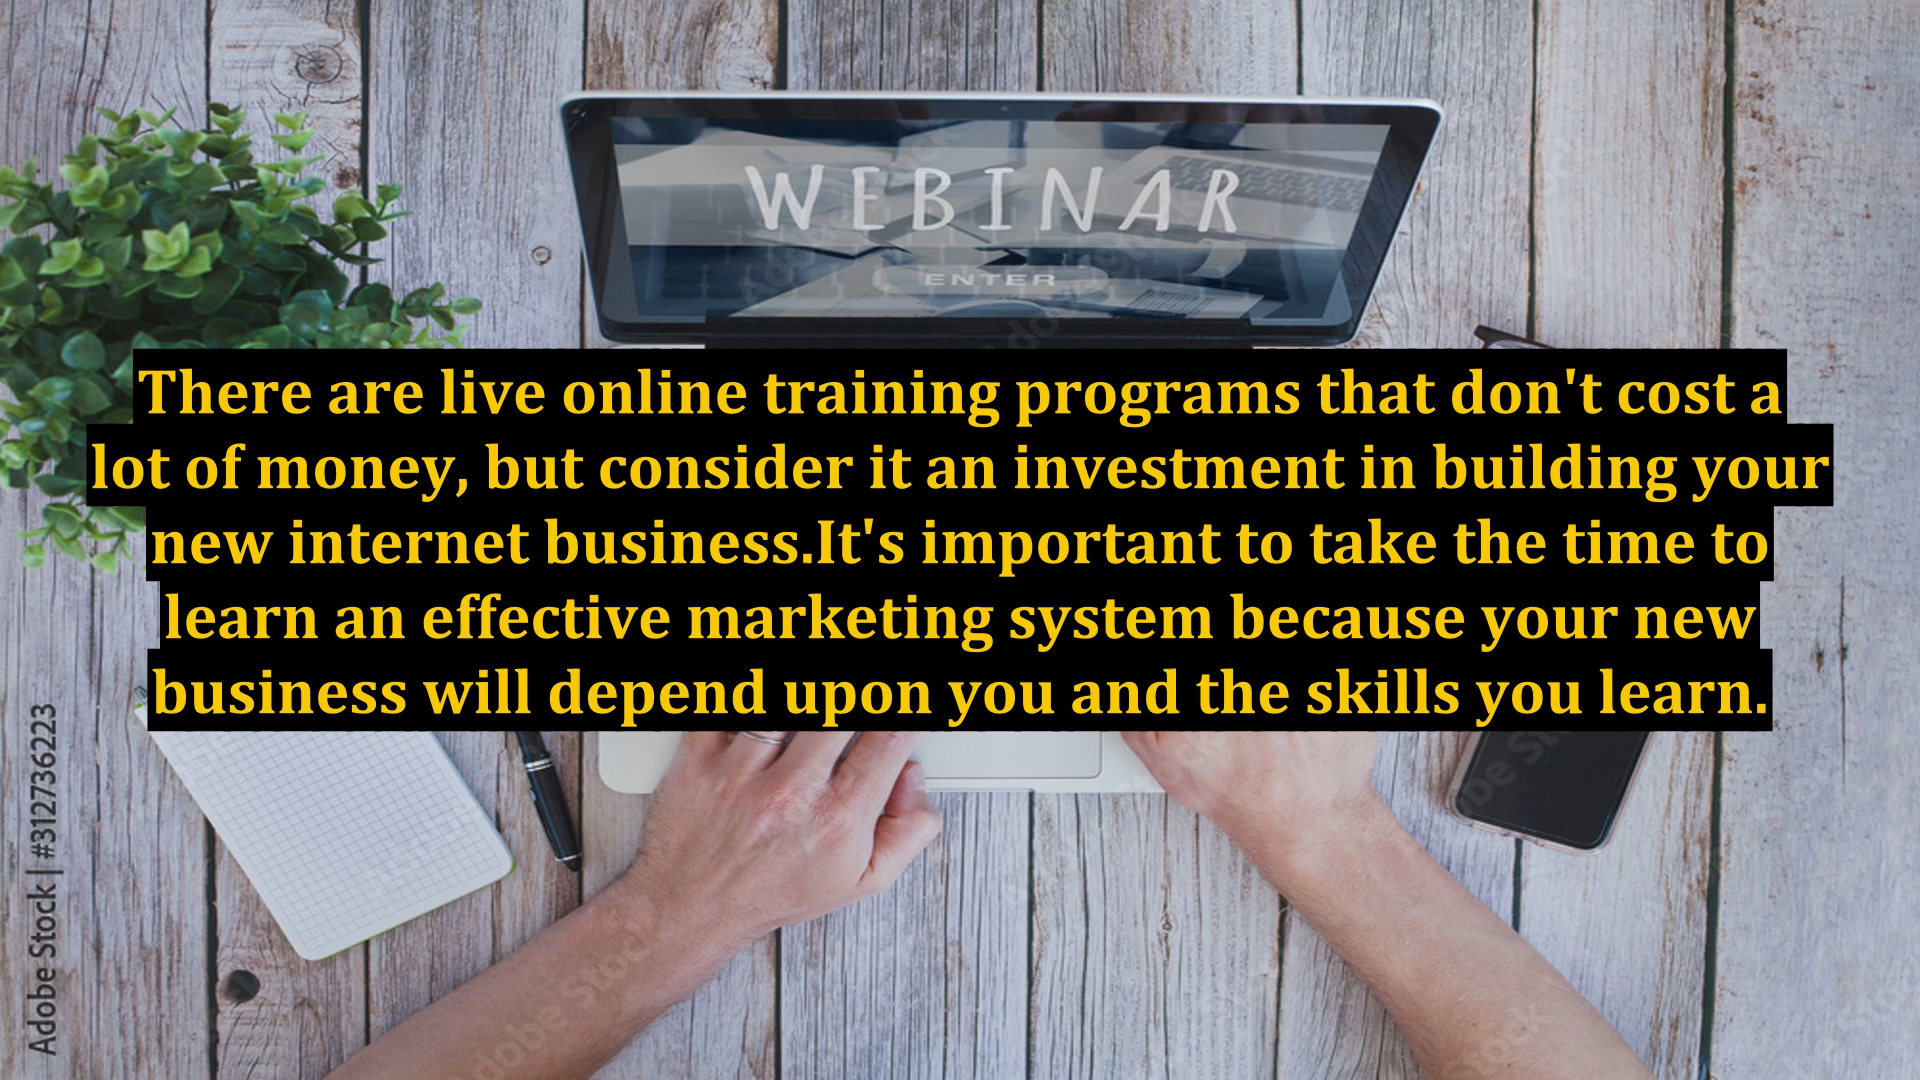 WEBINAR
ENTER
There are live online training programs that don't cost a
lot of money, but consider it an investment in building your
new internet business.It's important to take the time to
learn an effective marketing system because your new
business will depend upon you and the skills you learn.
Adobe Stock | #312736223